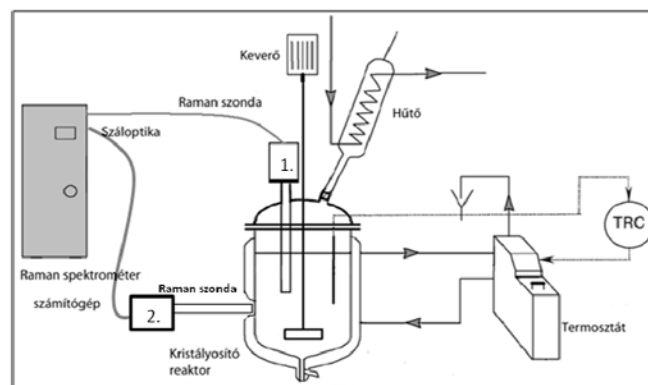 Keverő
Raman szonda
Hűtő
Száloptika
1.
TRC
Raman spektrométer
számítógép
Raman szonda
2.
Kristályosító
reaktor
Termosztát